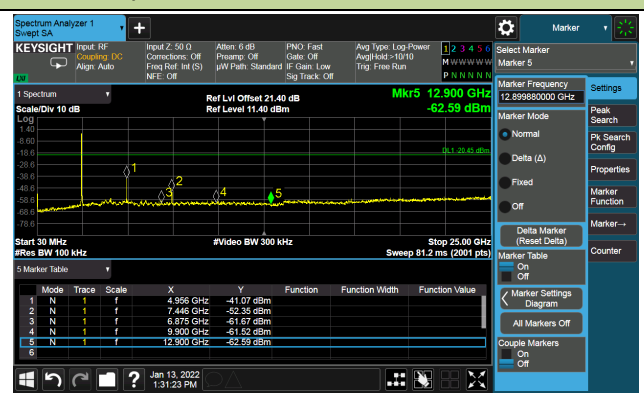 Spectrum Analyzer 1
Swept SA
Marker
KEYSIGHT
Input: RF
Coupling: DC
Align: Auto
Input Z: 50 Ω
Corrections: Off
Freq Ref: Int (S)
NFE: Off
Atten: 6 dB
Preamp: Off
µW Path: Standard
PNO: Fast
Gate: Off
IF Gain: Low
Sig Track: Off
Avg Type: Log-Power
Avg|Hold:>10/10
Trig: Free Run
1 2 3 4 5 6
M W W W W W
P N N N N N
LXI
Select Marker
Marker 5
1 Spectrum
Scale/Div 10 dB
Ref Lvl Offset 21.40 dB
Ref Level 11.40 dBm
Mkr5 12.900 GHz
-62.59 dBm
Log
1.40
-8.60
-18.6
-28.6
-38.6
-48.6
-58.6
-68.6
-78.6
DL1 -20.45 dBm
1
2
3
4
5
Start 30 MHz
#Res BW 100 kHz
#Video BW 300 kHz
Stop 25.00 GHz
Sweep 81.2 ms (2001 pts)
5 Marker Table
Mode Trace Scale X Y Function Function Width Function Value
1 N 1 f 4.956 GHz -41.07 dBm
2 N 1 f 7.446 GHz -52.35 dBm
3 N 1 f 6.875 GHz -61.67 dBm
4 N 1 f 9.900 GHz -61.52 dBm
5 N 1 f 12.900 GHz -62.59 dBm
6
Jan 13, 2022
1:31:23 PM
Marker Frequency
12.899880000 GHz
Marker Mode
Normal
Delta (Δ)
Fixed
Off
Delta Marker
(Reset Delta)
Marker Table
On
Off
Marker Settings
Diagram
All Markers Off
Couple Markers
On
Off
Settings
Peak
Search
Pk Search
Config
Properties
Marker
Function
Marker→
Counter